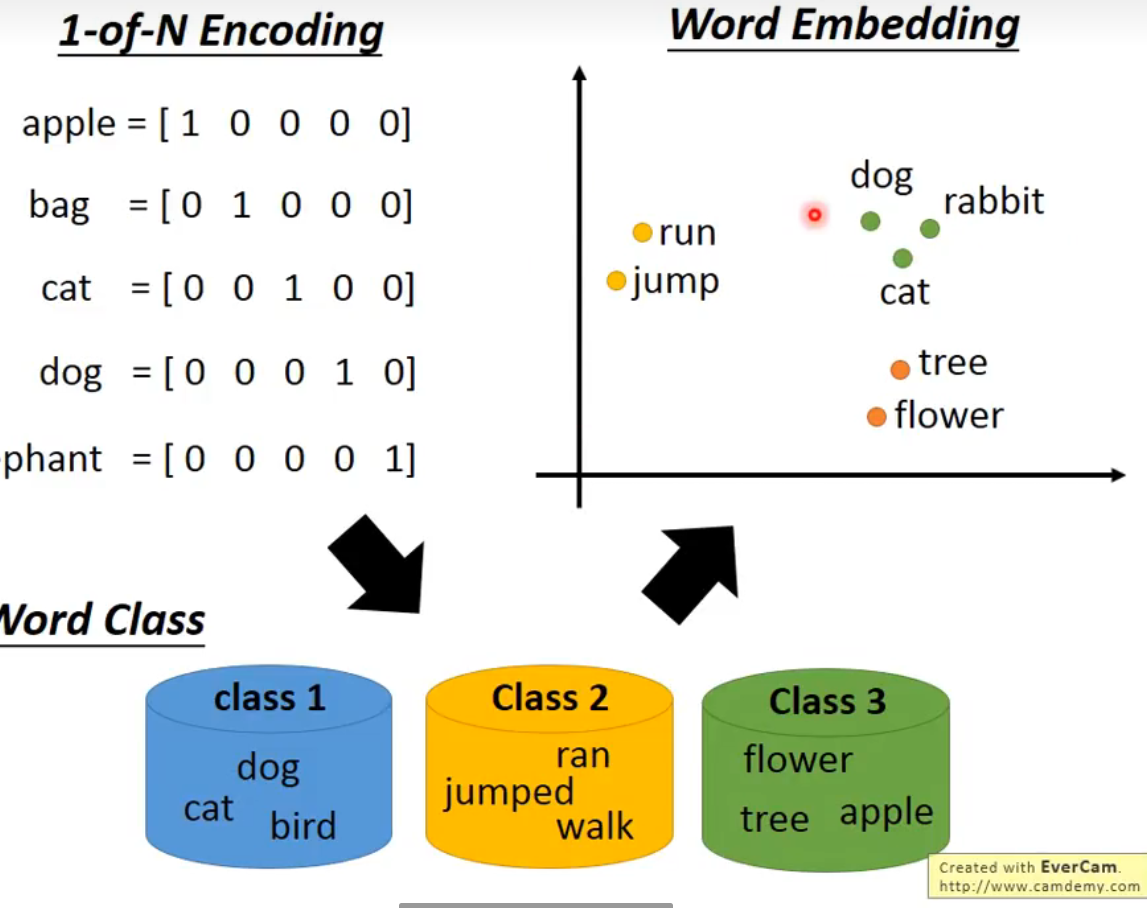 1-of-N Encoding
apple = [ 1 0 0 0 0]
bag = [ 0 1 0 0 0]
cat = [ 0 0 1 0 0]
dog = [ 0 0 0 1 0]
phant = [ 0 0 0 0 1]
Word Embedding
dog
rabbit
run
jump
cat
tree
flower
Word Class
class 1
dog
cat
bird
Class 2
ran
jumped
walk
Class 3
flower
tree apple
Created with EverCam.
http://www.camdemy.com